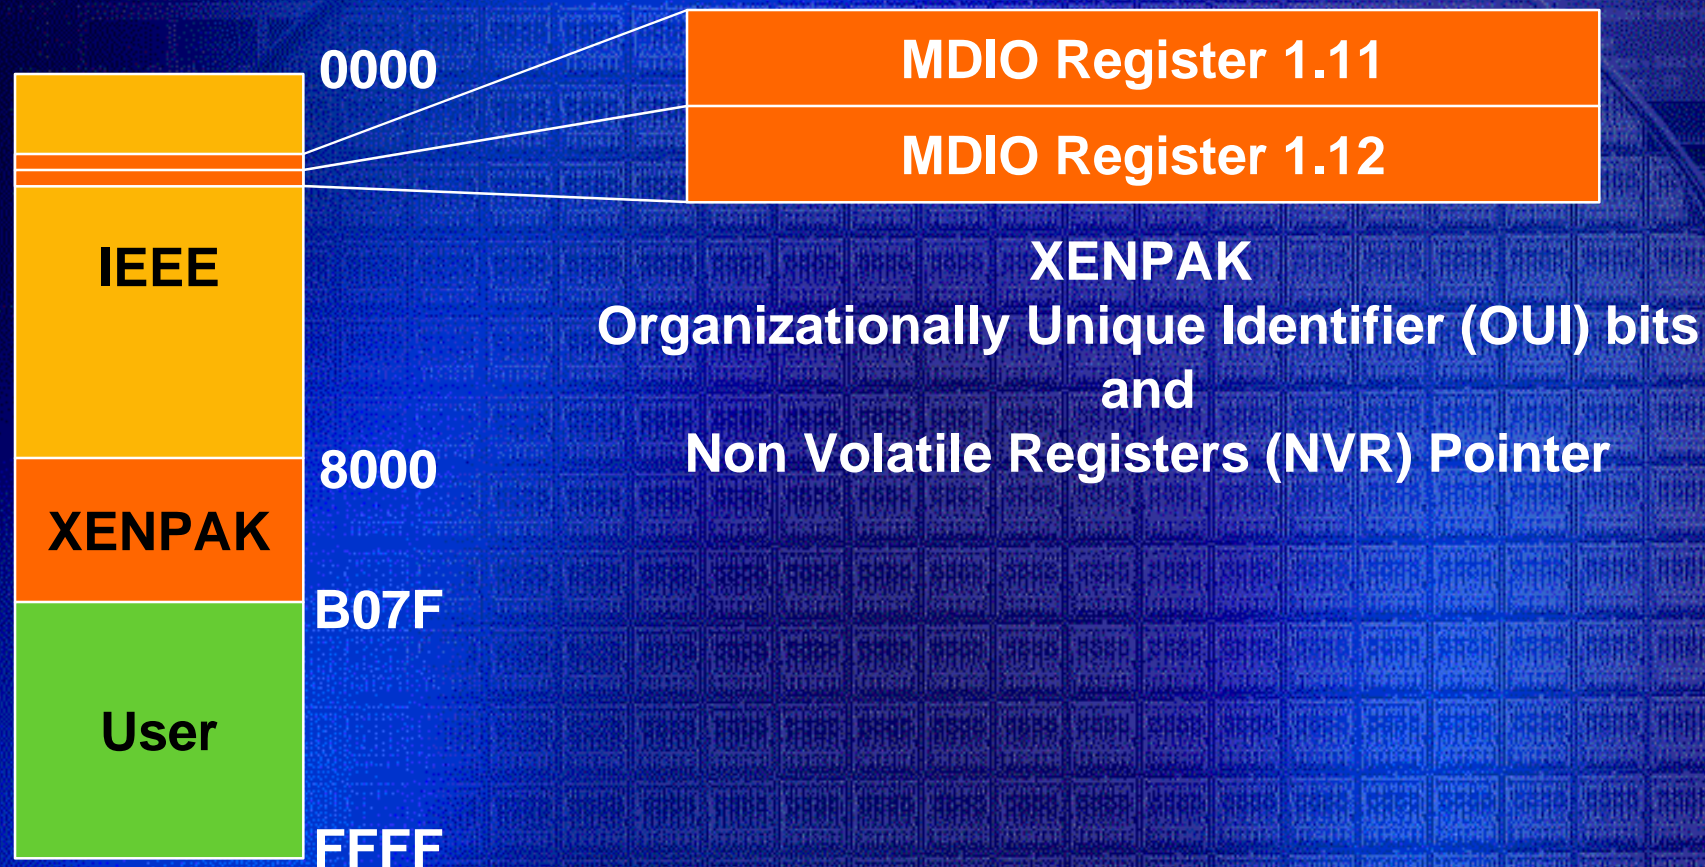 0000
IEEE
8000
XENPAK
B07F
User
FFFF
MDIO Register 1.11
MDIO Register 1.12
XENPAK
Organizationally Unique Identifier (OUI) bits
and
Non Volatile Registers (NVR) Pointer